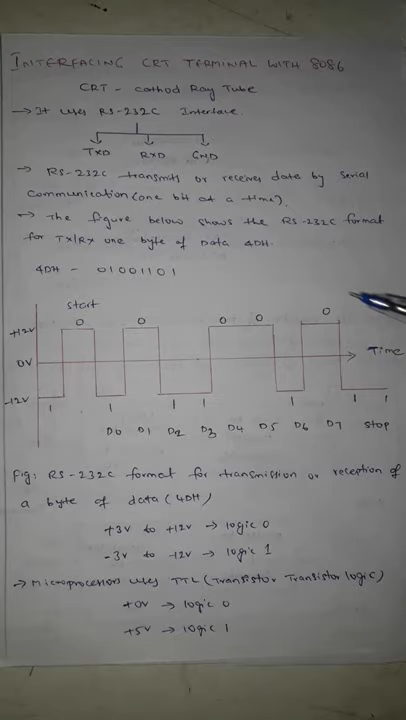 INTERFACING CRT TERMINAL WITH 8086
CRT - Cathod Ray Tube
→ It uses RS-232C Interface.
TXD RXD GND
→ RS-232C transmits or receives data by serial
communication (one bit at a time).
→ The figure below shows the RS-232C format
for Tx/Rx one byte of Data 4DH.
4DH - 01001101
start
0 0 0 0 0
+12V
0V
Time
-12V
1 1 1 1 1 1 1
D0 D1 D2 D3 D4 D5 D6 D7 stop
Fig: RS-232C format for transmission or reception of
a byte of data (4DH)
+3V to +12V → logic 0
-3V to -12V → logic 1
→ Microprocessors uses TTL (Transistor Transistor logic)
+0V → logic 0
+5V → logic 1